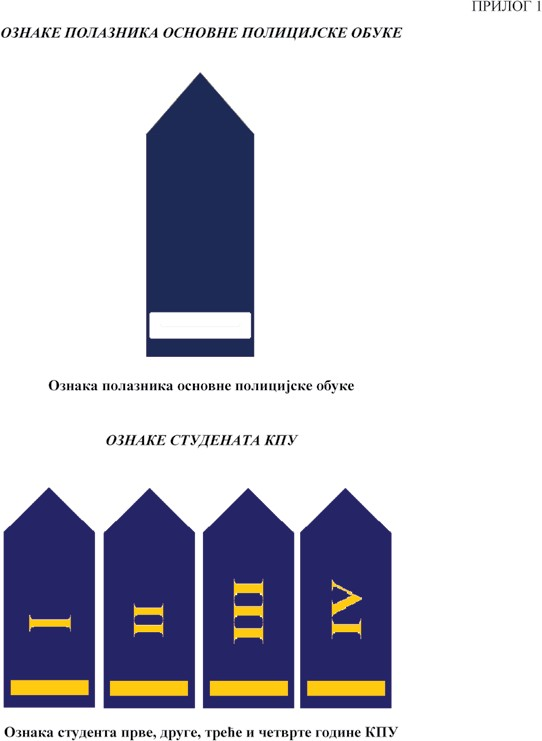 ПРИЛОГ 1
ОЗНАКЕ ПОЛАЗНИКА ОСНОВНЕ ПОЛИЦИЈСКЕ ОБУКЕ
Ознака полазника основне полицијске обуке
ОЗНАКЕ СТУДЕНАТА КПУ
I II III IV
Ознака студента прве, друге, треће и четврте године КПУ